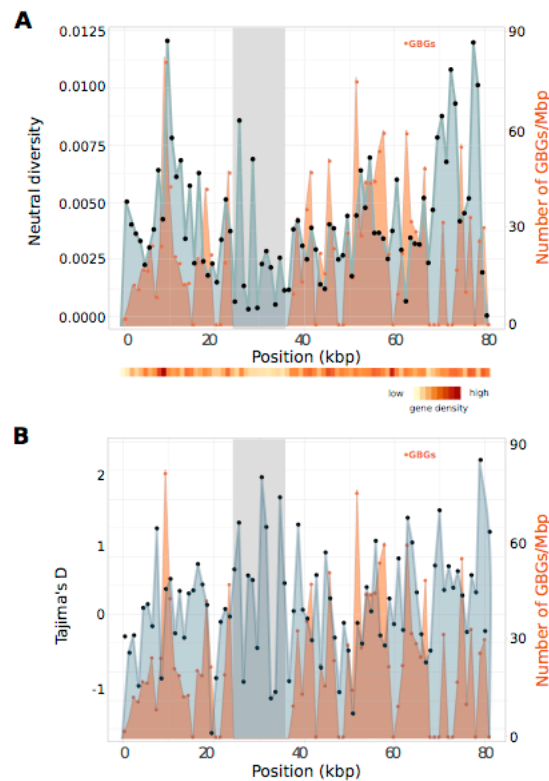 A
0.0125
0.0100
0.0075
0.0050
0.0025
0.0000
Neutral diversity
GBGs
90
60
30
0
Number of GBGs/Mbp
0
20
40
60
80
Position (kbp)
low
high
gene density
B
2
1
0
-1
Tajima's D
GBGs
90
60
30
0
Number of GBGs/Mbp
0
20
40
60
80
Position (kbp)